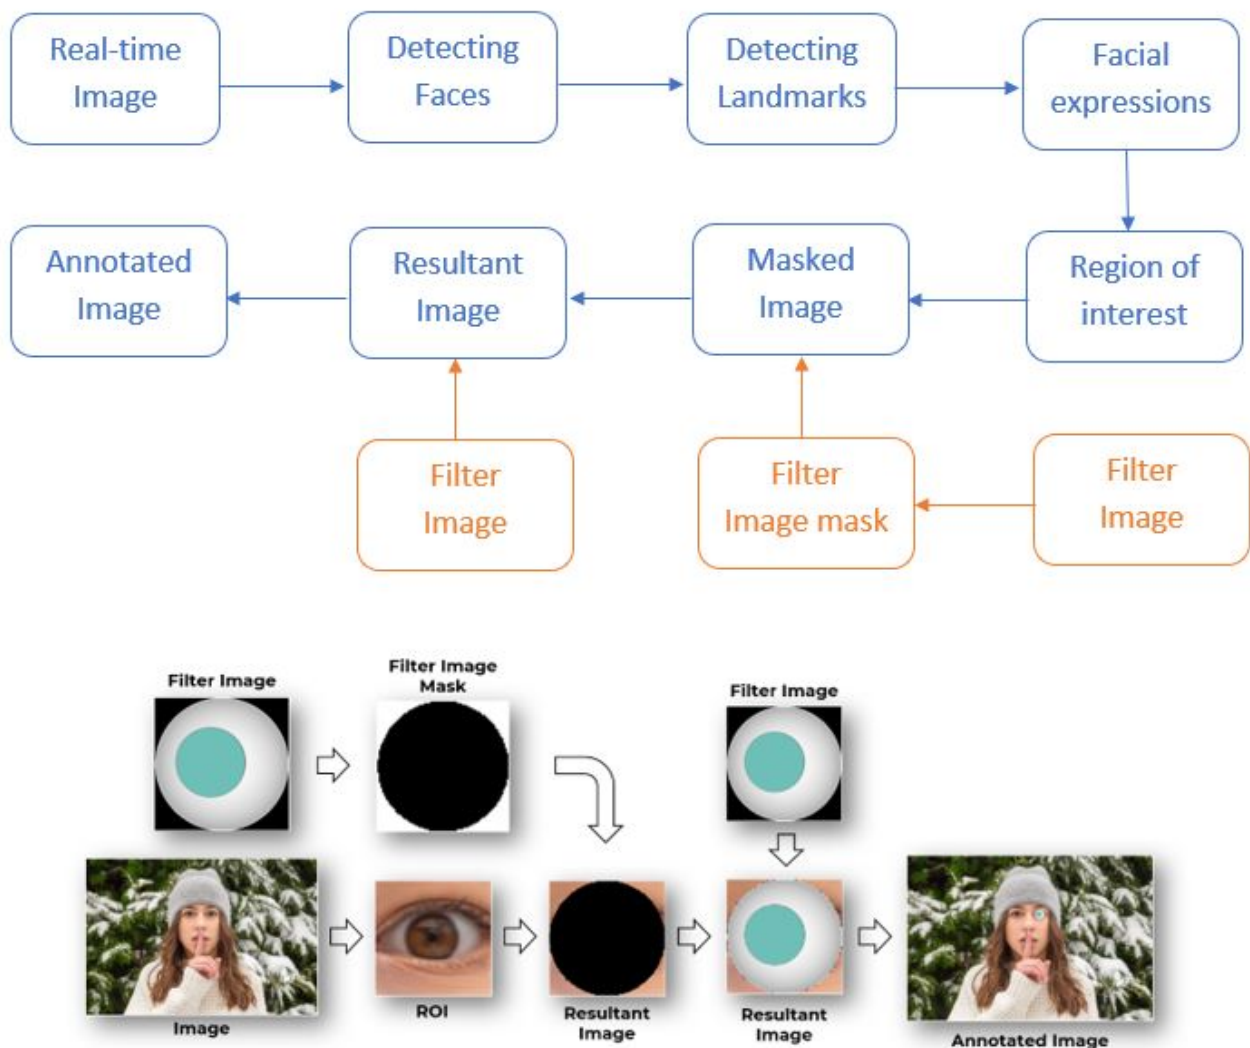 Real-time
Image
Detecting
Faces
Detecting
Landmarks
Facial
expressions
Annotated
Image
Resultant
Image
Masked
Image
Region of
interest
Filter
Image
Filter
Image mask
Filter
Image
Filter Image
Filter Image
Mask
Filter Image
Image
ROI
Resultant
Image
Resultant
Image
Annotated Image